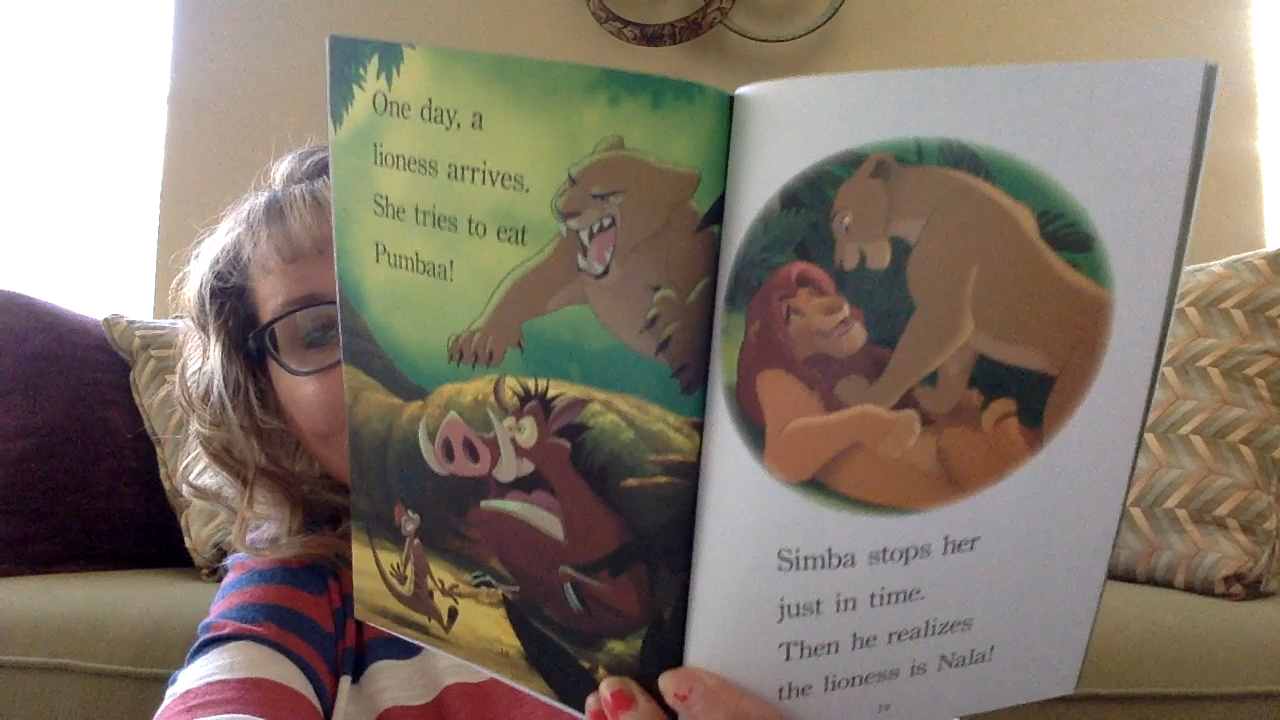 One day, a
lioness arrives.
She tries to eat
Pumbaa!
Simba stops her
just in time.
Then he realizes
the lioness is Nala!
19